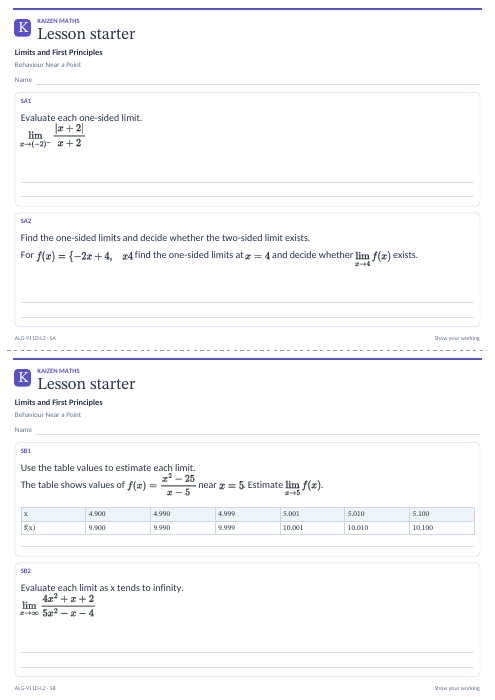 KAIZEN MATHS
K Lesson starter
Limits and First Principles
Behaviour Near a Point
Name
SA1
Evaluate each one-sided limit.
lim x→(−2)⁻ |x + 2| / x + 2
SA2
Find the one-sided limits and decide whether the two-sided limit exists.
For f(x) = {−2x + 4, x4 find the one-sided limits at x = 4 and decide whether lim x→4 f(x) exists.
ALG-911D-L2 - SA Show your working
KAIZEN MATHS
K Lesson starter
Limits and First Principles
Behaviour Near a Point
Name
SB1
Use the table values to estimate each limit.
The table shows values of f(x) = x² − 25 / x − 5 near x = 5. Estimate lim x→5 f(x).
x 4.900 4.990 4.999 5.001 5.010 5.100
f(x) 9.900 9.990 9.999 10.001 10.010 10.100
SB2
Evaluate each limit as x tends to infinity.
lim x→∞ 4x² + x + 2 / 5x² − x − 4
ALG-911D-L2 - SB Show your working